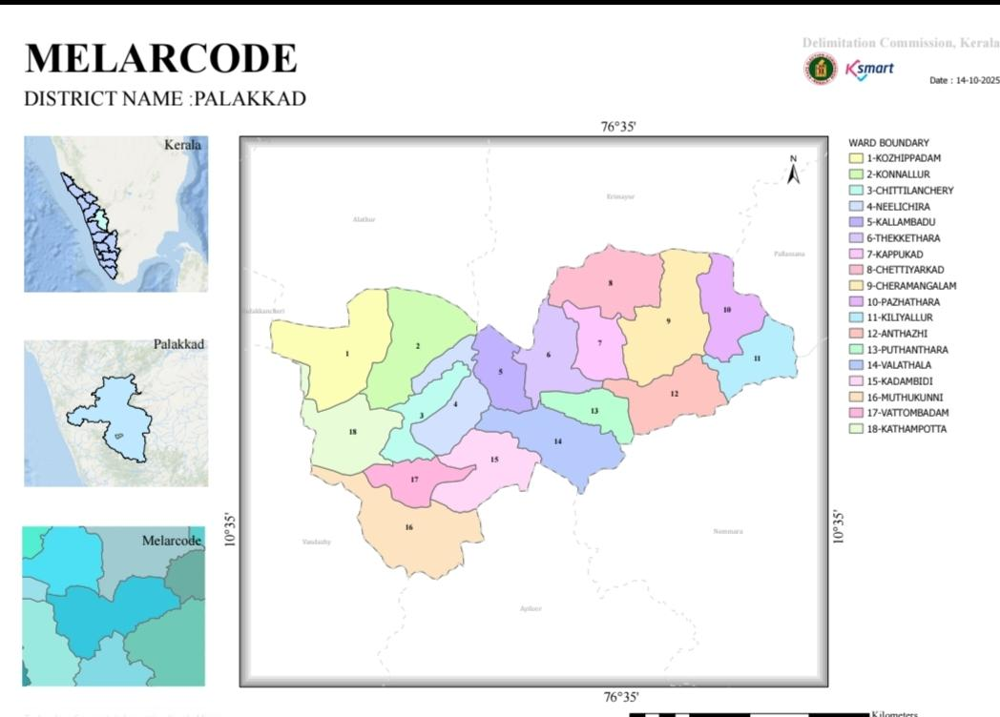 MELARCODE
DISTRICT NAME :PALAKKAD
Delimitation Commission, Kerala
Ksmart
Date : 14-10-2025
Kerala
Palakkad
Melarcode
76°35'
10°35'
10°35'
76°35'
N
Erimayur
Alathur
Pallassana
Vandazhy
Nemmara
Ayiloor
1
2
3
4
5
6
7
8
9
10
11
12
13
14
15
16
17
18
WARD BOUNDARY
1-KOZHIPPADAM
2-KONNALLUR
3-CHITTILANCHERY
4-NEELICHIRA
5-KALLAMBADU
6-THEKKETHARA
7-KAPPUKAD
8-CHETTIYARKAD
9-CHERAMANGALAM
10-PAZHATHARA
11-KILIYALLUR
12-ANTHAZHI
13-PUTHANTHARA
14-VALATHALA
15-KADAMBIDI
16-MUTHUKUNNI
17-VATTOMBADAM
18-KATHAMPOTTA
Kilometers